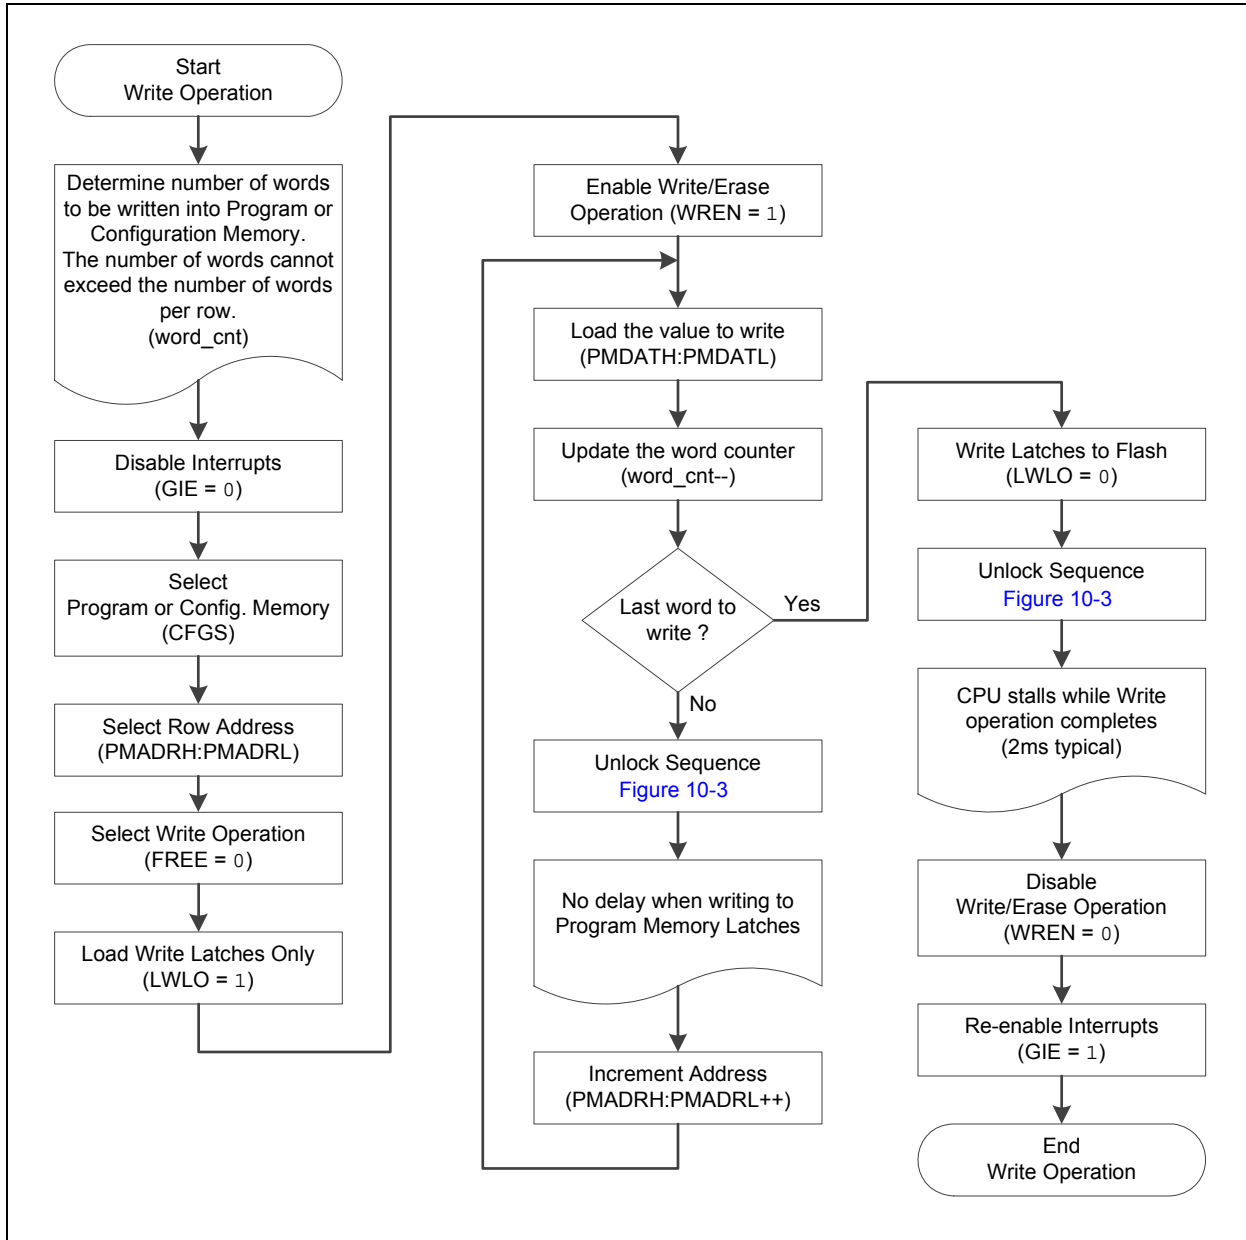 Start
Write Operation
Determine number of words
to be written into Program or
Configuration Memory.
The number of words cannot
exceed the number of words
per row.
(word_cnt)
Disable Interrupts
(GIE = 0)
Select
Program or Config. Memory
(CFGS)
Select Row Address
(PMADRH:PMADRL)
Select Write Operation
(FREE = 0)
Load Write Latches Only
(LWLO = 1)
Enable Write/Erase
Operation (WREN = 1)
Load the value to write
(PMDATH:PMDATL)
Update the word counter
(word_cnt--)
Last word to
write ?
Yes
No
Unlock Sequence
Figure 10-3
No delay when writing to
Program Memory Latches
Increment Address
(PMADRH:PMADRL++)
Write Latches to Flash
(LWLO = 0)
Unlock Sequence
Figure 10-3
CPU stalls while Write
operation completes
(2ms typical)
Disable
Write/Erase Operation
(WREN = 0)
Re-enable Interrupts
(GIE = 1)
End
Write Operation